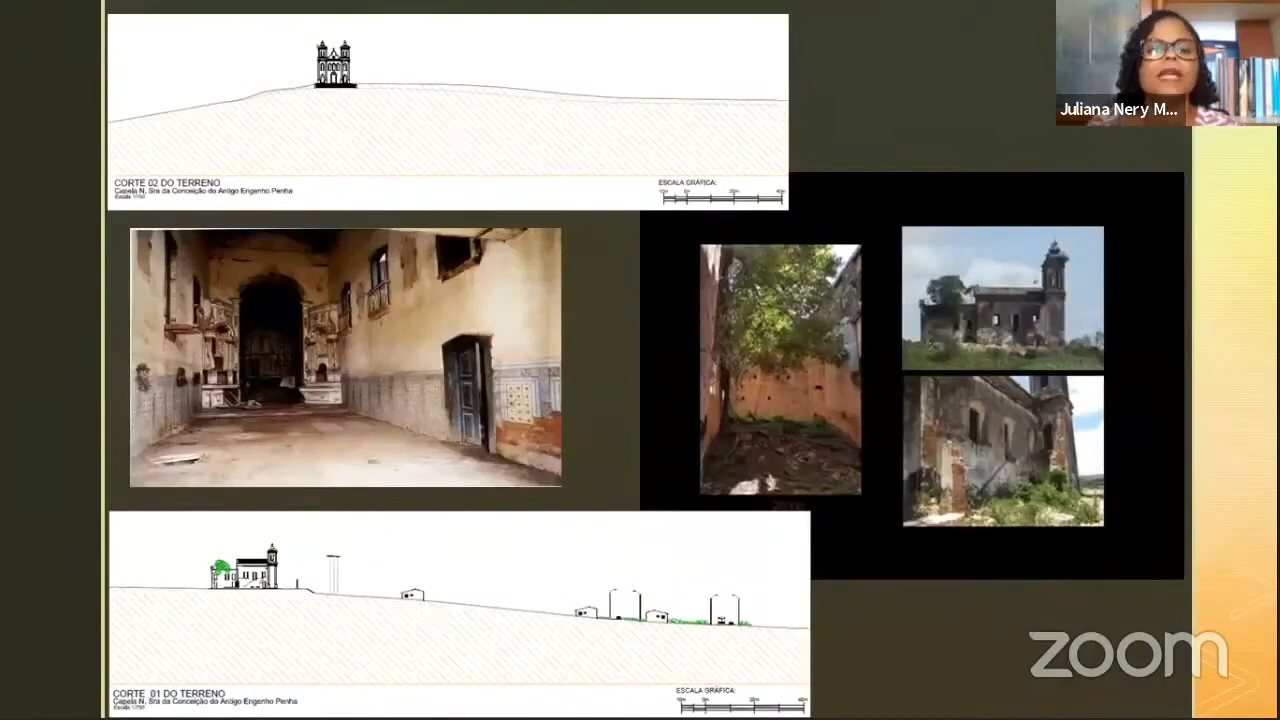 Juliana Nery M...
CORTE 02 DO TERRENO
Capela N. Sra da Conceição do Antigo Engenho Penha
ESCALA GRÁFICA:
CORTE 01 DO TERRENO
Capela N. Sra da Conceição do Antigo Engenho Penha
ESCALA GRÁFICA:
zoom